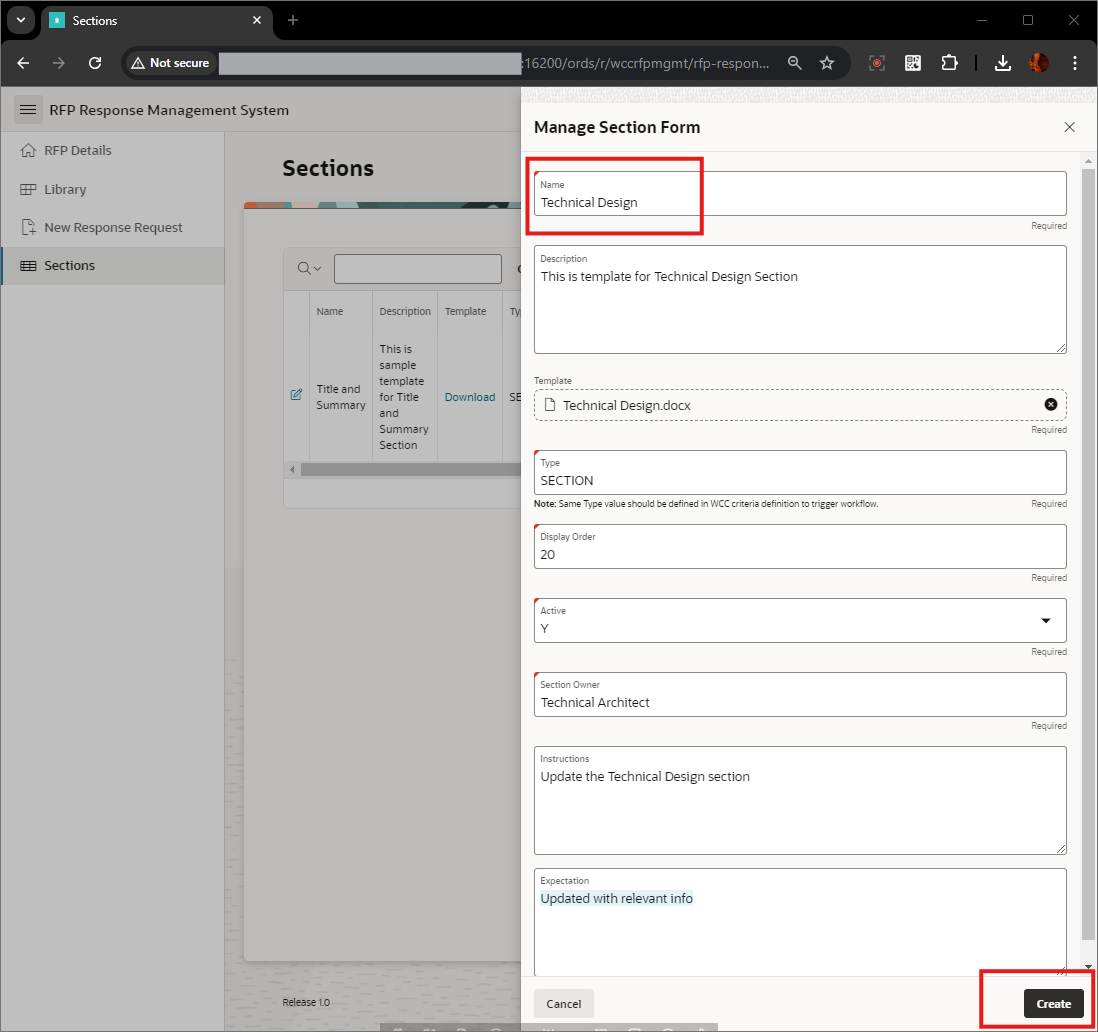 Sections
Not secure
:16200/ords/r/wccrfpmgmt/rfp-respon...
RFP Response Management System
RFP Details
Library
New Response Request
Sections
Sections
Name
Description
Template
Title and
Summary
This is
sample
template
for Title
and
Summary
Section
Download
Release 1.0
Manage Section Form
Name
Technical Design
Required
Description
This is template for Technical Design Section
Template
Technical Design.docx
Required
Type
SECTION
Note: Same Type value should be defined in WCC criteria definition to trigger workflow.
Required
Display Order
20
Required
Active
Y
Required
Section Owner
Technical Architect
Required
Instructions
Update the Technical Design section
Expectation
Updated with relevant info
Cancel
Create